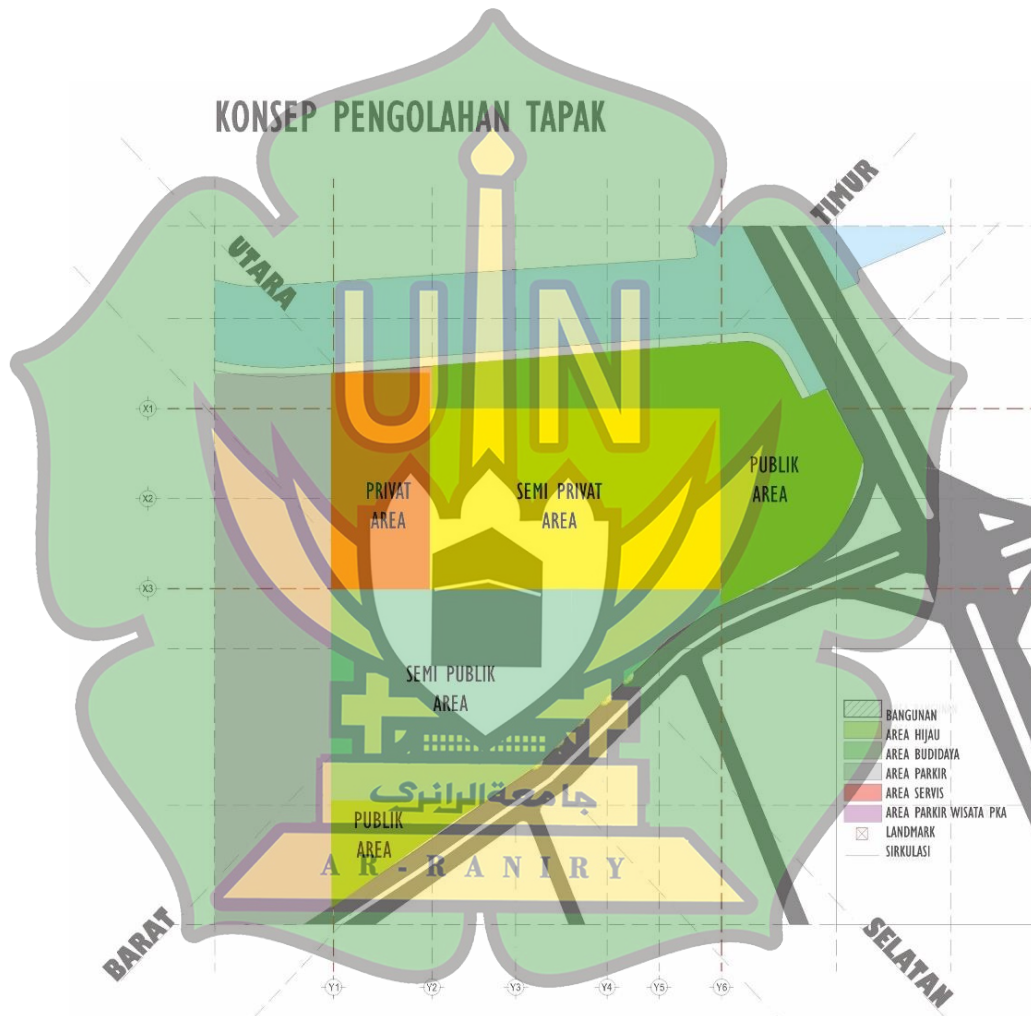 KONSEP PENGOLAHAN TAPAK
TIMUR
UTARA
UIN
X1
X2
X3
PRIVAT
AREA
SEMI PRIVAT
AREA
PUBLIK
AREA
SEMI PUBLIK
AREA
BANGUNAN
AREA HIJAU
AREA BUDIDAYA
AREA PARKIR
AREA SERVIS
AREA PARKIR WISATA PKA
LANDMARK
SIRKULASI
جامعة الرانري
PUBLIK
AREA
AR-RANIRY
BARAT
SELATAN
Y1 Y2 Y3 Y4 Y5 Y6